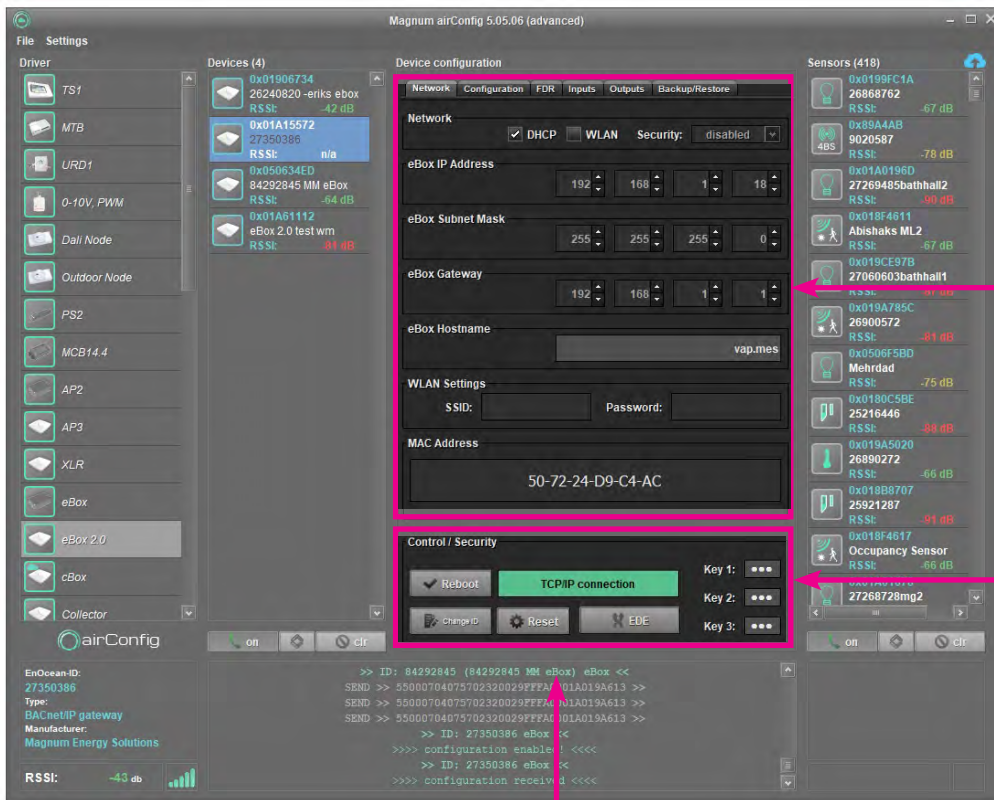 Magnum airConfig 5.05.06 (advanced)
File Settings
Driver
TS1
MTB
URD1
0-10V, PWM
Dali Node
Outdoor Node
PS2
MCB14.4
AP2
AP3
XLR
eBox
eBox 2.0
cBox
Collector
airConfig
Devices (4)
0x01906734
26240820 -eriks ebox
RSSI: -42 dB
0x01A15572
27350386
RSSI: n/a
0x050634ED
84292845 MM eBox
RSSI: -64 dB
0x01A61112
eBox 2.0 test wm
RSSI: -81 dB
on
clr
Device configuration
Network Configuration FDR Inputs Outputs Backup/Restore
Network
DHCP WLAN Security: disabled
eBox IP Address
192 168 1 18
eBox Subnet Mask
255 255 255 0
eBox Gateway
192 168 1 1
eBox Hostname
vap.mes
WLAN Settings
SSID: Password:
MAC Address
50-72-24-D9-C4-AC
Control / Security
Reboot TCP/IP connection
Change ID Reset EDE
Key 1:
Key 2:
Key 3:
Sensors (418)
0x0199FC1A
26868762
RSSI: -67 dB
0x89A4AB
4BS
9020587
RSSI: -78 dB
0x01A0196D
27269485bathhall2
RSSI: -90 dB
0x018F4611
Abishaks ML2
RSSI: -67 dB
0x019CE97B
27060603bathhall1
0x019A785C
26900572
RSSI: -81 dB
0x0506F5BD
Mehrdad
RSSI: -75 dB
0x0180C5BE
25216446
RSSI: -88 dB
0x019A5020
26890272
RSSI: -66 dB
0x018B8707
25921287
RSSI: -91 dB
0x018F4617
Occupancy Sensor
RSSI: -66 dB
27268728mg2
on
clr
EnOcean-ID:
27350386
Type:
BACnet/IP gateway
Manufacturer:
Magnum Energy Solutions
RSSI: -43 db
>> ID: 84292845 (84292845 MM eBox) eBox <<
SEND >>
SEND >>
SEND >>
>> ID: 27350386 eBox <<
>>>> configuration enabled! <<<<
>> ID: 27350386 eBox <<
>>>> configuration received <<<<